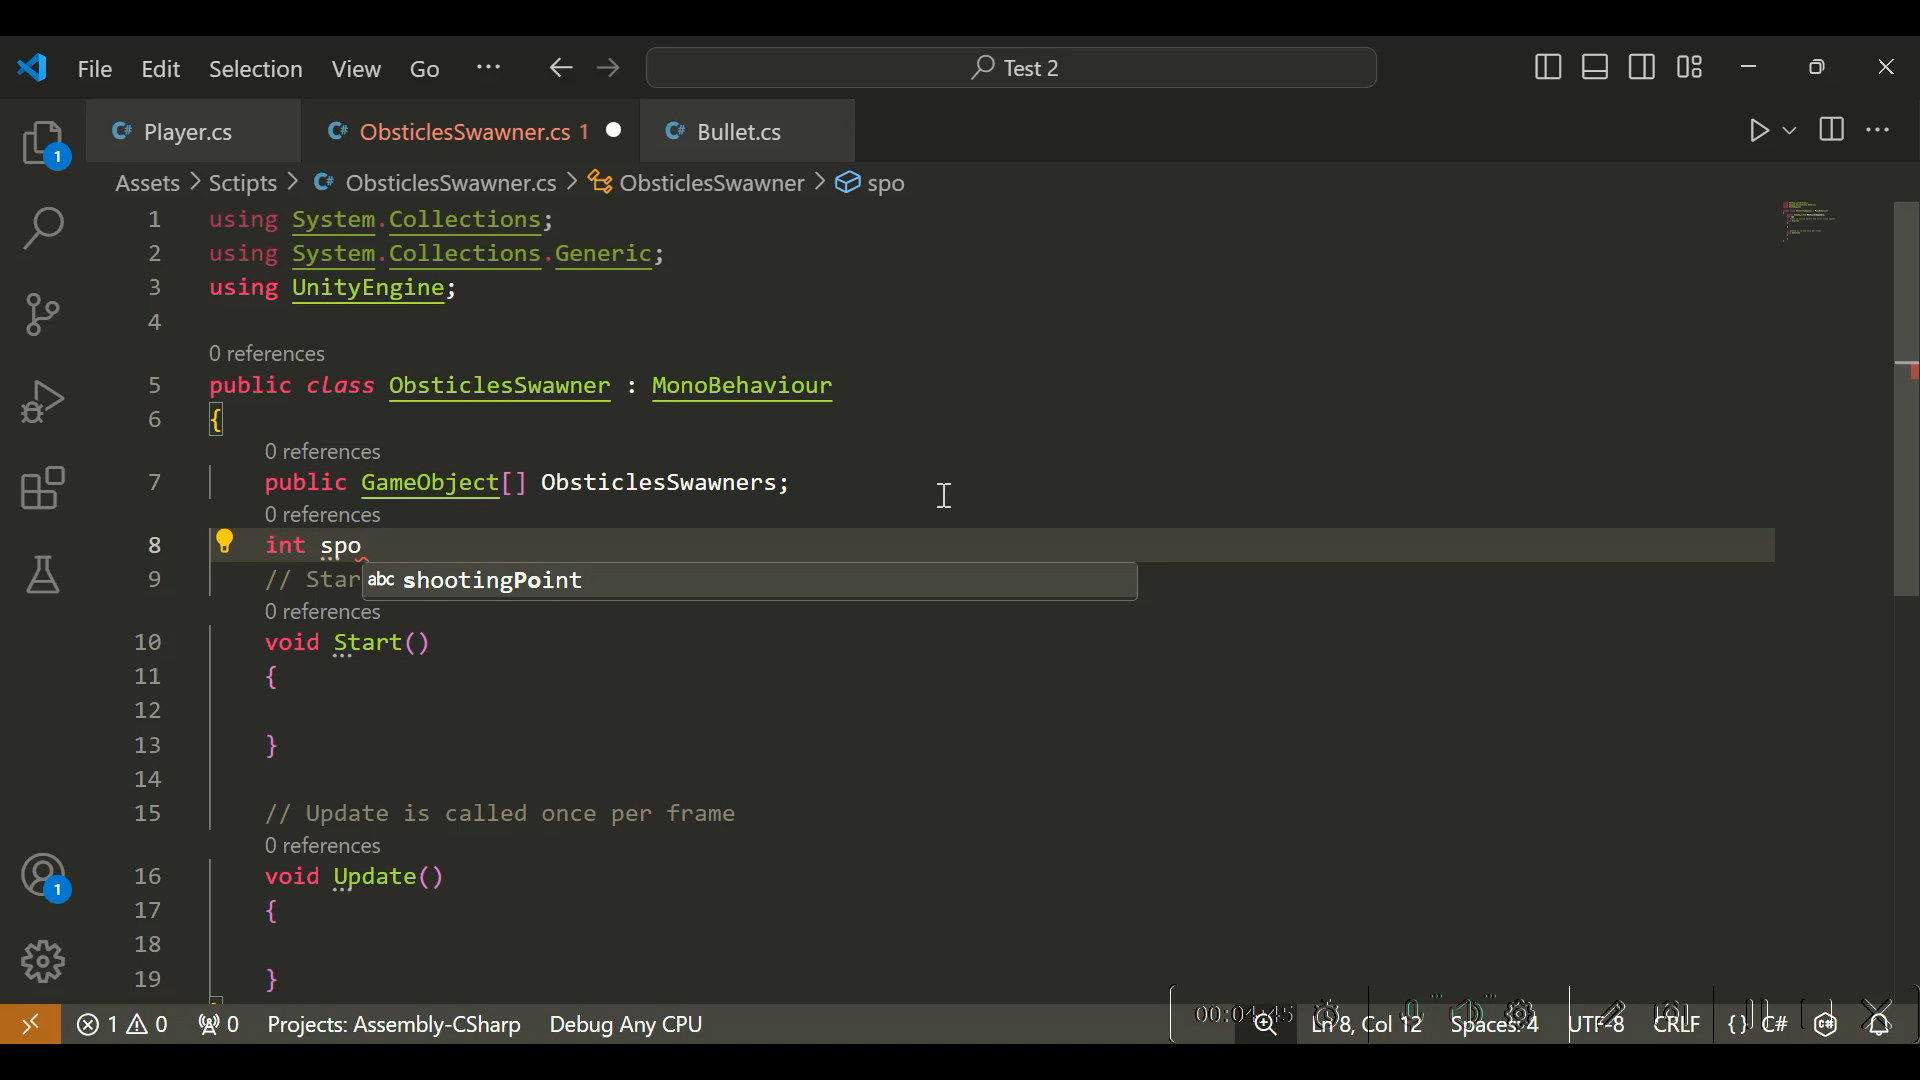 File Edit Selection View Go ··· Test 2
Player.cs ObsticlesSwawner.cs 1 Bullet.cs
Assets > Sctipts > ObsticlesSwawner.cs > ObsticlesSwawner > spo
1 using System.Collections;
2 using System.Collections.Generic;
3 using UnityEngine;
4
0 references
5 public class ObsticlesSwawner : MonoBehaviour
6 {
0 references
7 public GameObject[] ObsticlesSwawners;
0 references
8 int spo
9 // Star
abc shootingPoint
0 references
10 void Start()
11 {
12
13 }
14
15 // Update is called once per frame
0 references
16 void Update()
17 {
18
19 }
1
1
1 0 0 Projects: Assembly-CSharp Debug Any CPU Ln 8, Col 12 Spaces: 4 UTF-8 CRLF {} C#